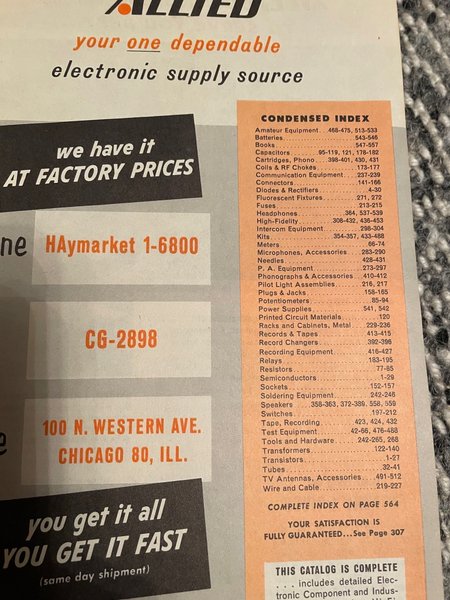 ALLIED
your one dependable
electronic supply source
we have it
AT FACTORY PRICES
ne
HAymarket 1-6800
CG-2898
e
100 N. WESTERN AVE.
CHICAGO 80, ILL.
you get it all
YOU GET IT FAST
(same day shipment)
CONDENSED INDEX
Amateur Equipment..468-475, 513-533
Batteries..................543-546
Books.....................547-557
Capacitors......95-119, 121, 178-182
Cartridges, Phono...398-401, 430, 431
Coils & RF Chokes...........173-177
Communication Equipment....237-239
Connectors.................141-166
Diodes & Rectifiers............4-30
Fluorescent Fixtures........271, 272
Fuses......................213-215
Headphones............384, 537-539
High-Fidelity........308-432, 436-453
Intercom Equipment.........298-304
Kits.............354-357, 433-488
Meters......................66-74
Microphones, Accessories....283-290
Needles....................428-431
P. A. Equipment.............273-297
Phonographs & Accessories...410-412
Pilot Light Assemblies.......216, 217
Plugs & Jacks...............158-165
Potentiometers...............85-94
Power Supplies.............541, 542
Printed Circuit Materials.........120
Racks and Cabinets, Metal...229-236
Records & Tapes............413-415
Record Changers............392-396
Recording Equipment........416-427
Relays.....................183-195
Resistors....................77-85
Semiconductors...............1-29
Sockets....................152-157
Soldering Equipment........242-246
Speakers....356-363, 372-389, 558, 559
Switches...................197-212
Tape, Recording.......423, 424, 432
Test Equipment......42-66, 476-488
Tools and Hardware....242-265, 268
Transformers................122-140
Transistors....................1-27
Tubes.......................32-41
TV Antennas, Accessories....491-512
Wire and Cable.............219-227
COMPLETE INDEX ON PAGE 564
YOUR SATISFACTION IS
FULLY GUARANTEED...See Page 307
THIS CATALOG IS COMPLETE
. . . includes detailed Elec-
tronic Component and Indus-